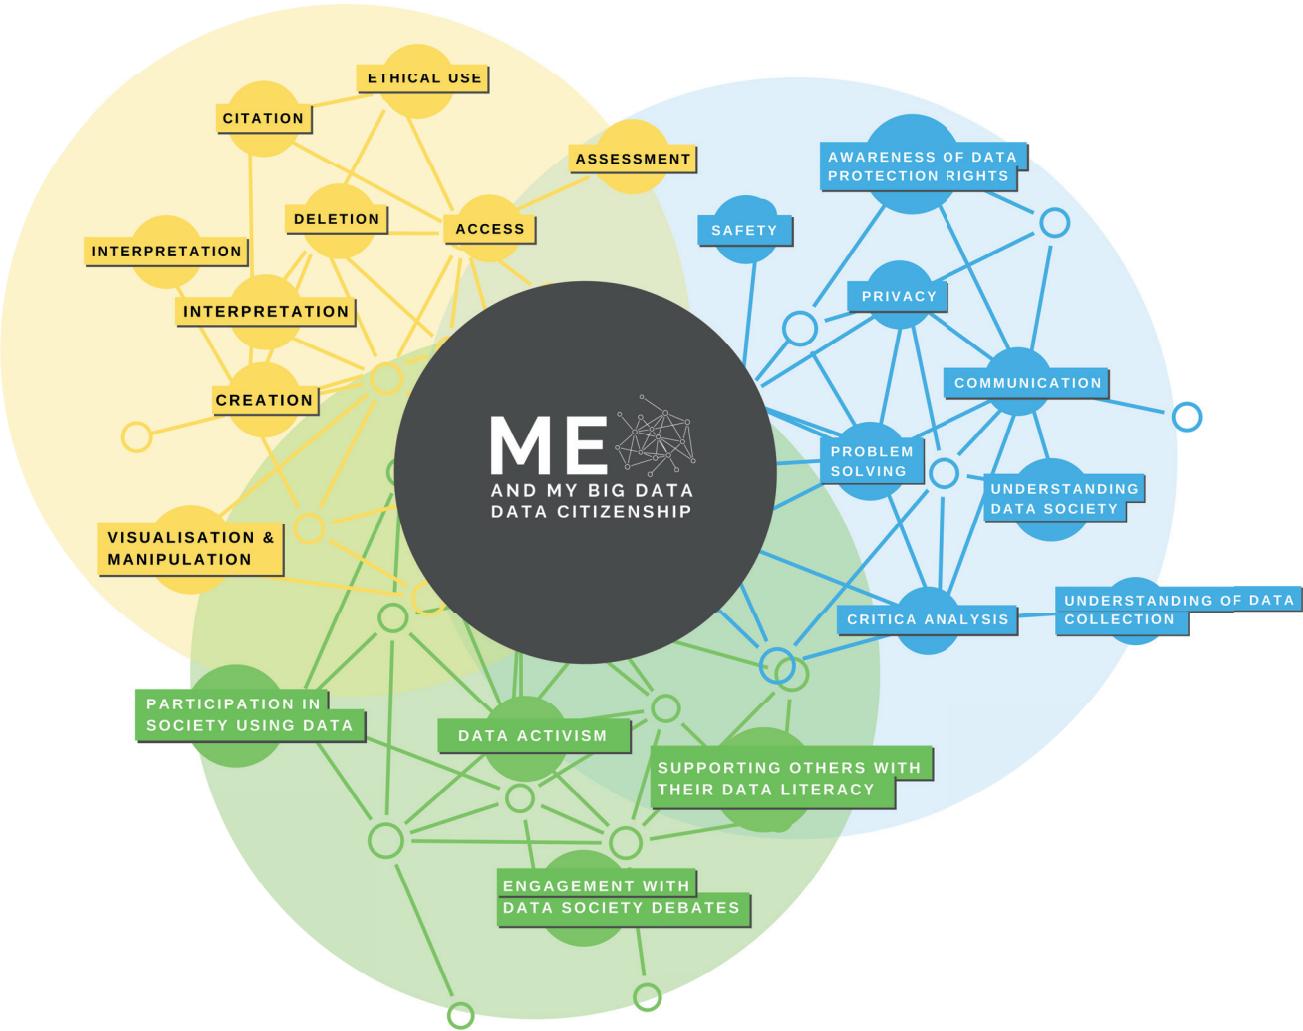 ETHICAL USE
CITATION
ASSESSMENT
DELETION
ACCESS
INTERPRETATION
INTERPRETATION
CREATION
VISUALISATION &
MANIPULATION
AWARENESS OF DATA
PROTECTION RIGHTS
SAFETY
PRIVACY
COMMUNICATION
PROBLEM
SOLVING
UNDERSTANDING
DATA SOCIETY
CRITICA ANALYSIS
UNDERSTANDING OF DATA
COLLECTION
ME
AND MY BIG DATA
DATA CITIZENSHIP
PARTICIPATION IN
SOCIETY USING DATA
DATA ACTIVISM
SUPPORTING OTHERS WITH
THEIR DATA LITERACY
ENGAGEMENT WITH
DATA SOCIETY DEBATES